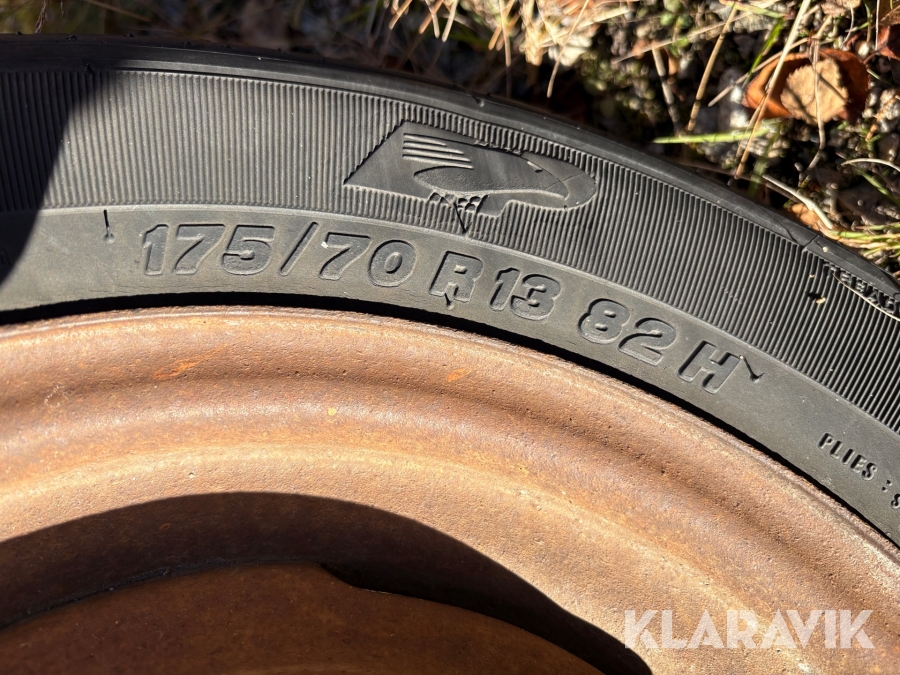 175/70 R13 82 H
PLIES :
KLARAVIK